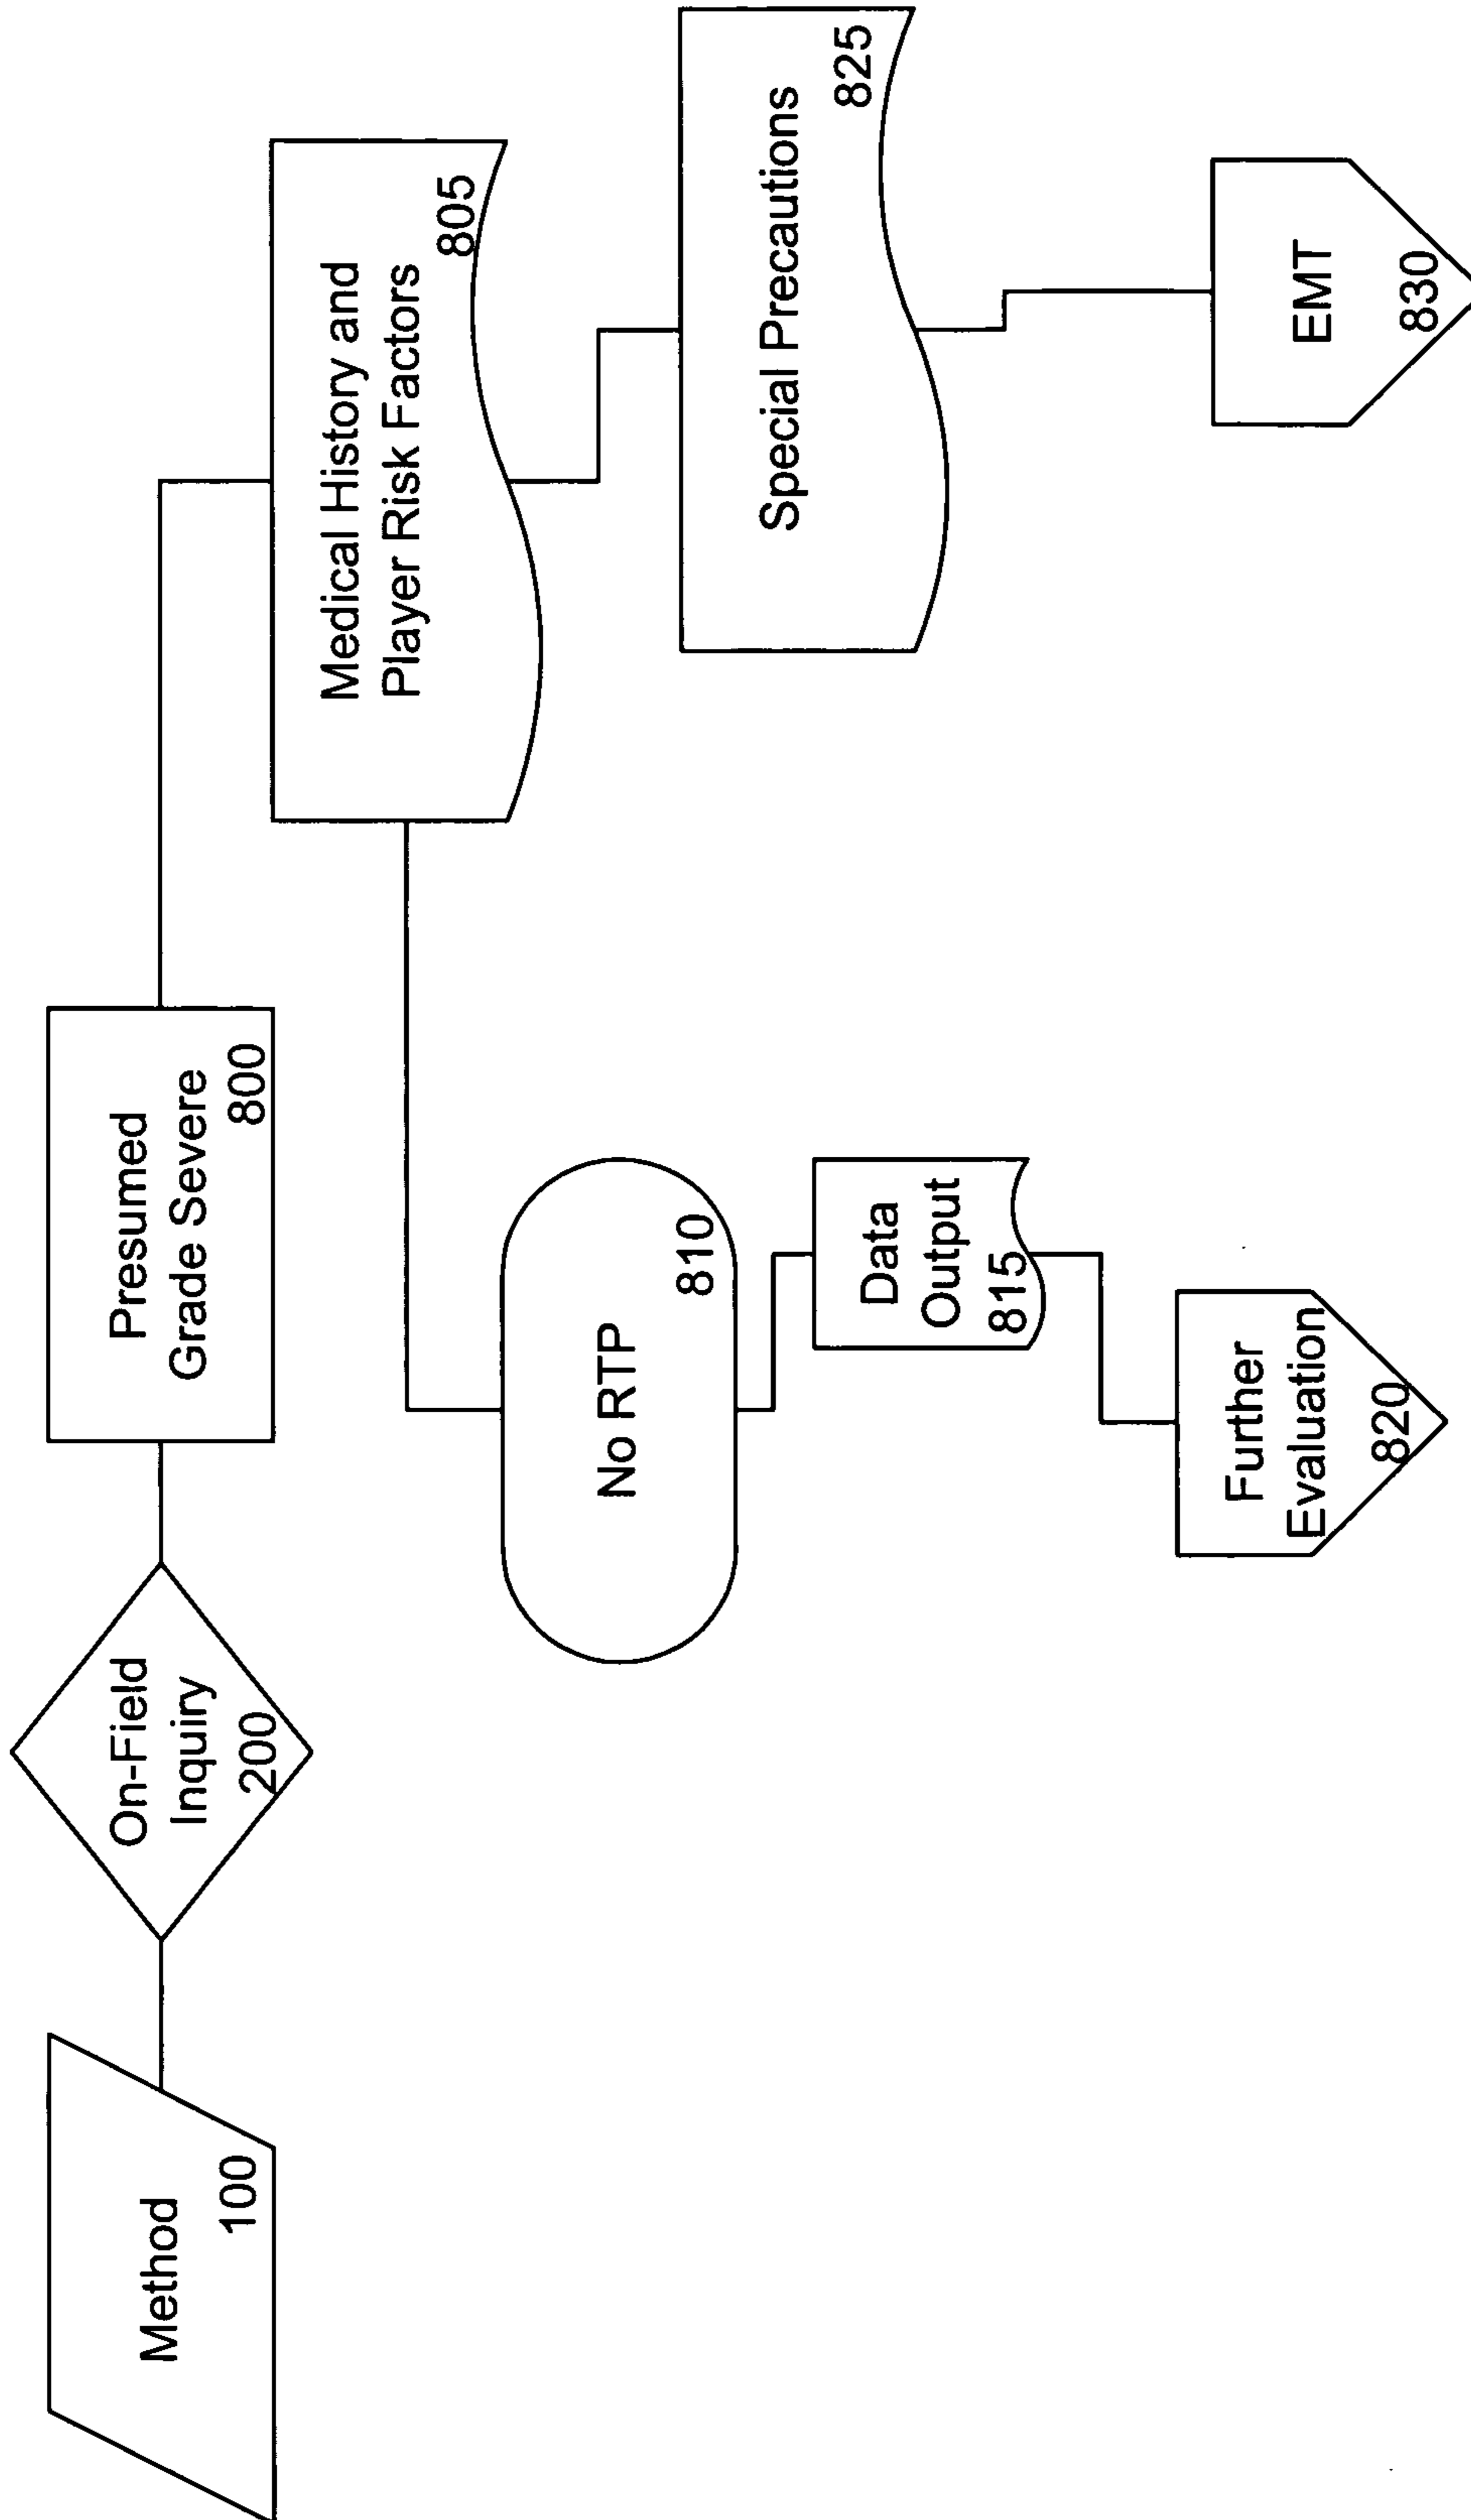 Method
100
On-Field
Inquiry
200
Presumed
Grade Severe
800
Medical History and
Player Risk Factors
805
No RTP
810
Data
Output
815
Further
Evaluation
820
Special Precautions
825
EMT
830